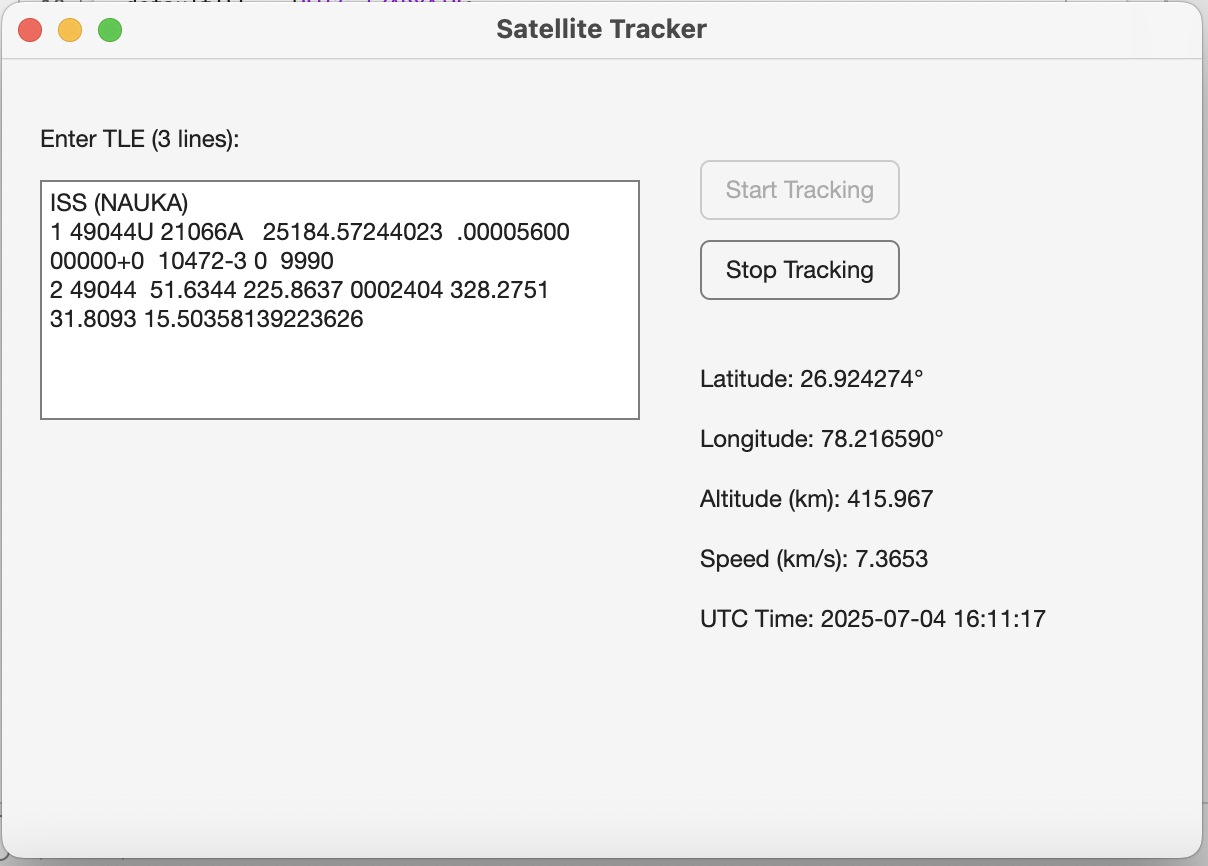 Satellite Tracker
Enter TLE (3 lines):
ISS (NAUKA)
1 49044U 21066A   25184.57244023  .00005600
00000+0  10472-3 0  9990
2 49044  51.6344 225.8637 0002404 328.2751
31.8093 15.50358139223626
Start Tracking
Stop Tracking
Latitude: 26.924274°
Longitude: 78.216590°
Altitude (km): 415.967
Speed (km/s): 7.3653
UTC Time: 2025-07-04 16:11:17